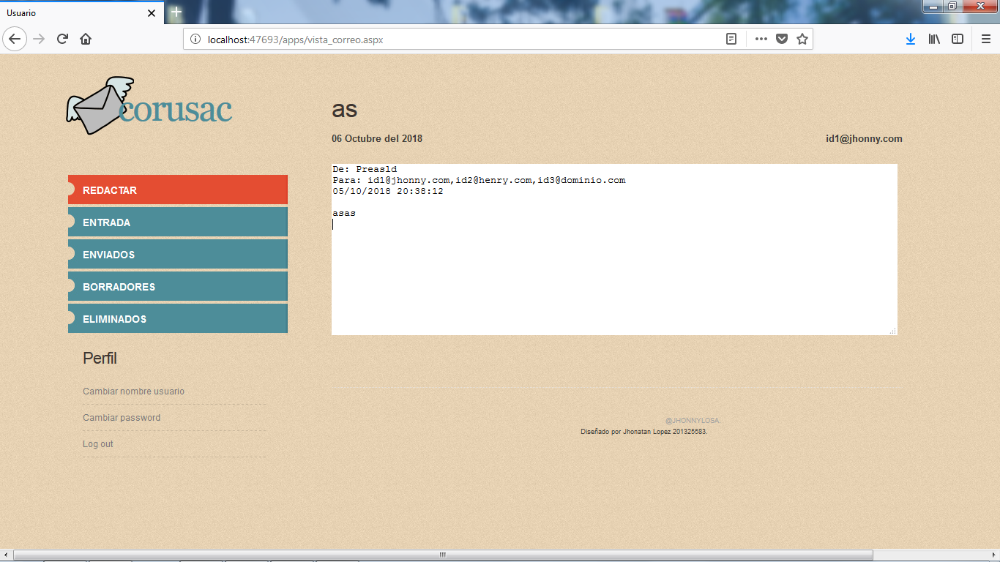 Usuario
localhost:47693/apps/vista_correo.aspx
corusac
as
06 Octubre del 2018
id1@jhonny.com
De: Preasld
Para: id1@jhonny.com,id2@henry.com,id3@dominio.com
05/10/2018 20:38:12
asas
REDACTAR
ENTRADA
ENVIADOS
BORRADORES
ELIMINADOS
Perfil
Cambiar nombre usuario
Cambiar password
Log out
@JHONNYLOSA.
Diseñado por Jhonatan Lopez 201325583.